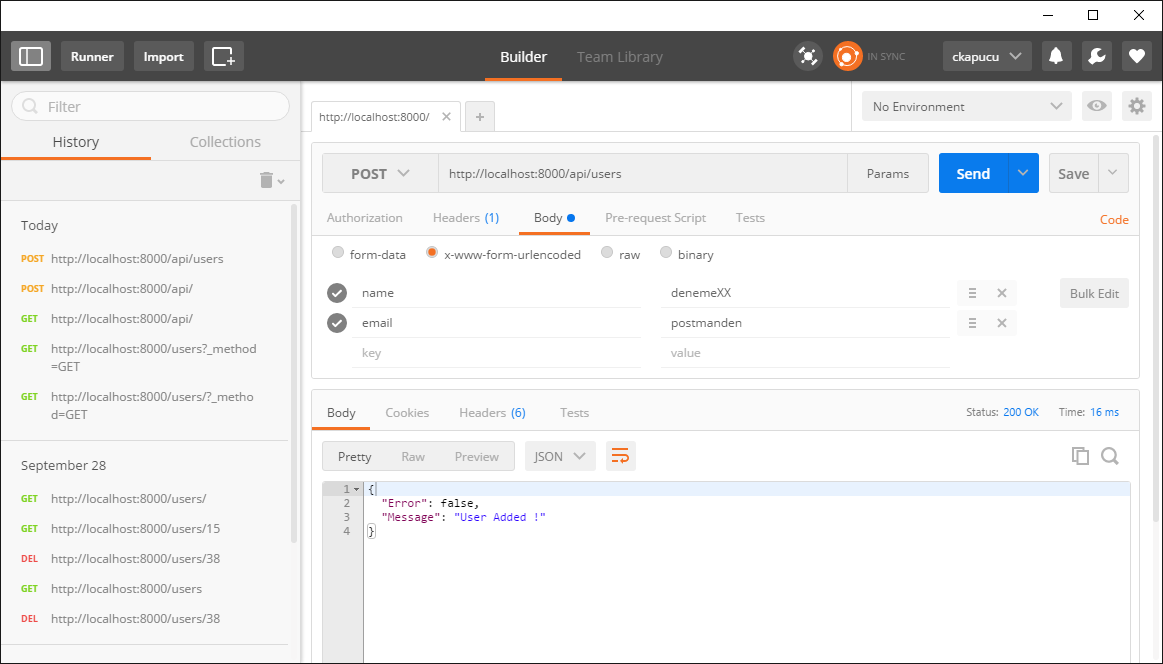 Runner Import Builder Team Library IN SYNC ckapucu
Filter
History Collections
Today
POST http://localhost:8000/api/users
POST http://localhost:8000/api/
GET http://localhost:8000/api/
GET http://localhost:8000/users?_method
=GET
GET http://localhost:8000/users/?_metho
d=GET
September 28
GET http://localhost:8000/users/
GET http://localhost:8000/users/15
DEL http://localhost:8000/users/38
GET http://localhost:8000/users
DEL http://localhost:8000/users/38
http://localhost:8000/ No Environment
POST http://localhost:8000/api/users Params Send Save
Authorization Headers (1) Body Pre-request Script Tests Code
form-data x-www-form-urlencoded raw binary
name denemeXX Bulk Edit
email postmanden
key value
Body Cookies Headers (6) Tests Status: 200 OK Time: 16 ms
Pretty Raw Preview JSON
1 {
2 "Error": false,
3 "Message": "User Added !"
4 }